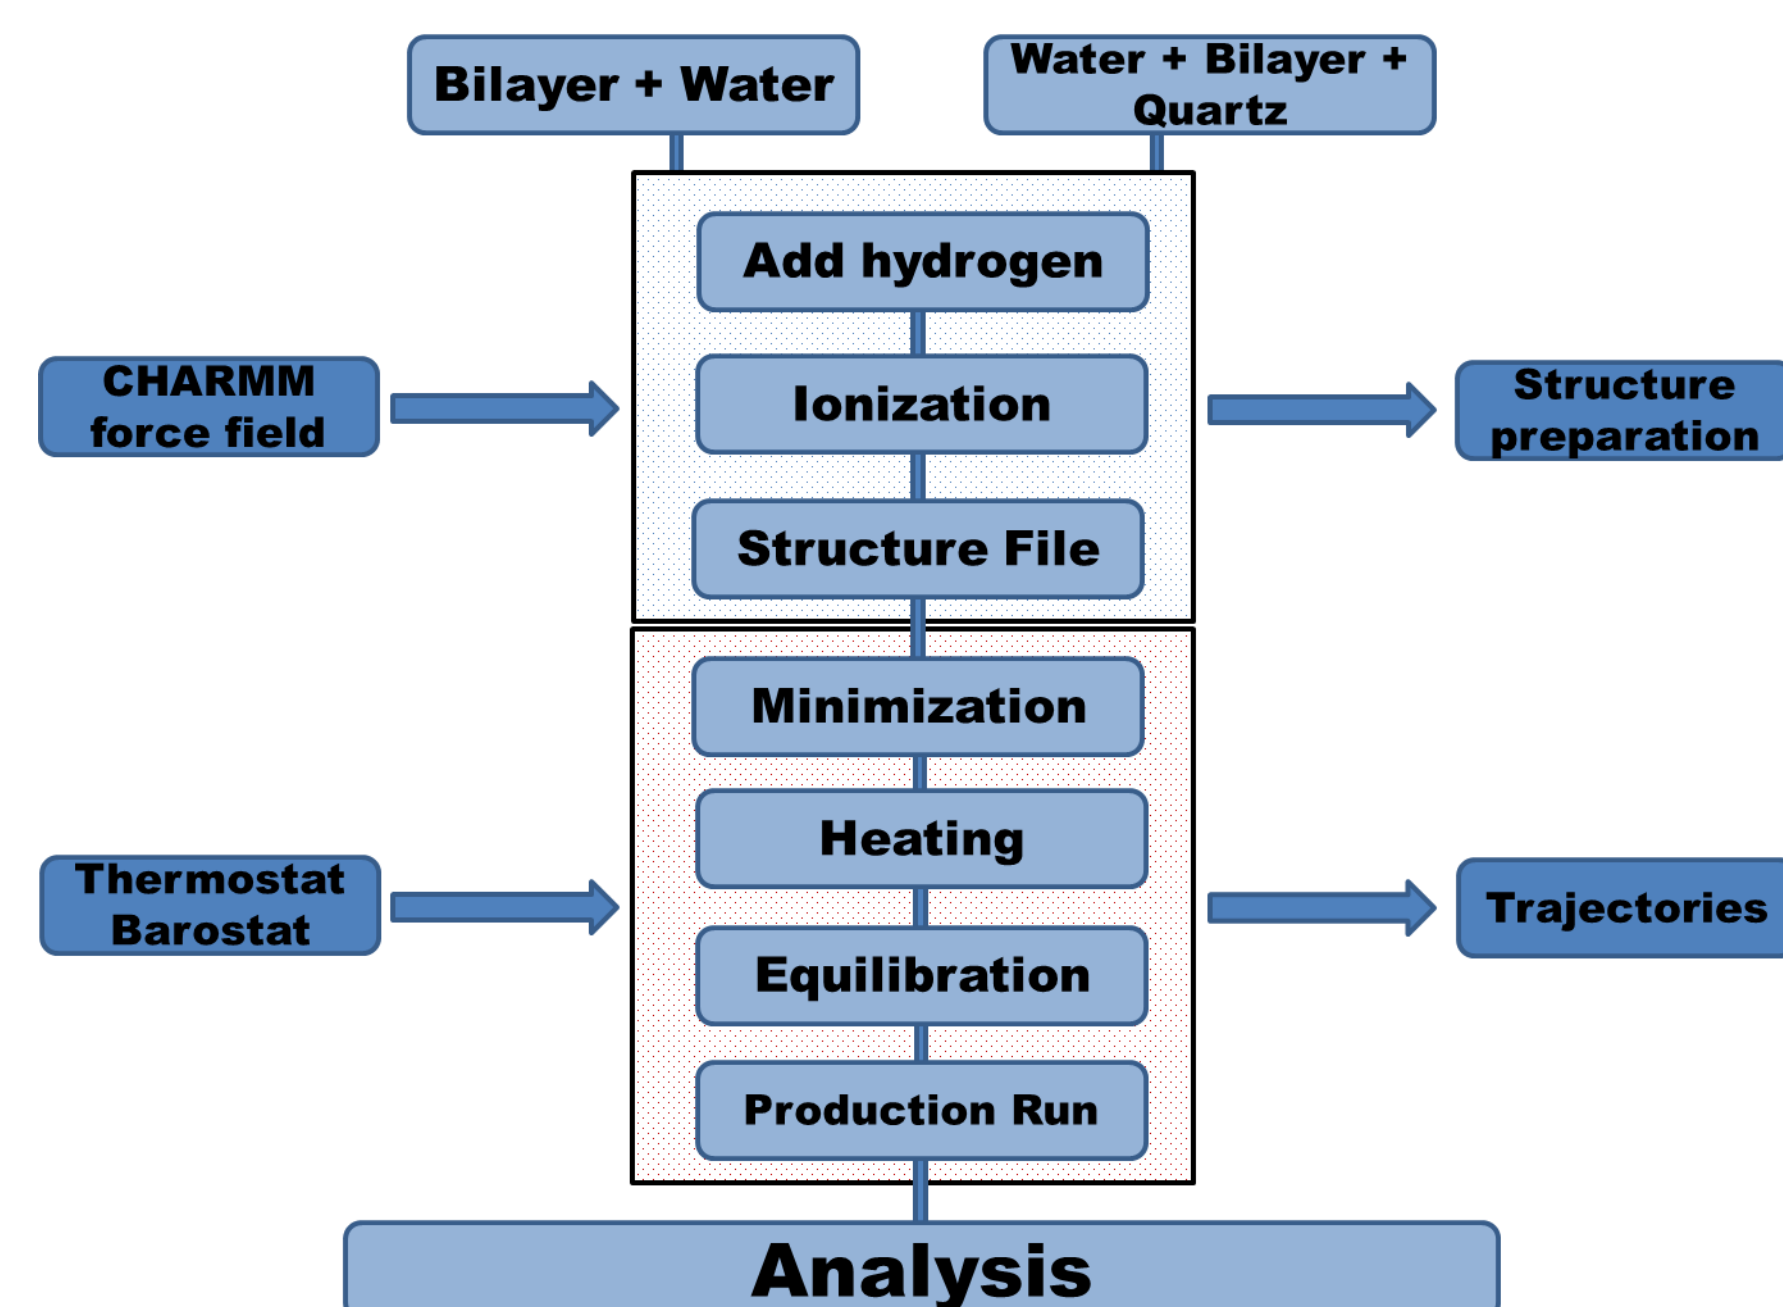 Bilayer + Water
Water + Bilayer +
Quartz
Add hydrogen
CHARMM
force field
Ionization
Structure
preparation
Structure File
Minimization
Heating
Thermostat
Barostat
Trajectories
Equilibration
Production Run
Analysis